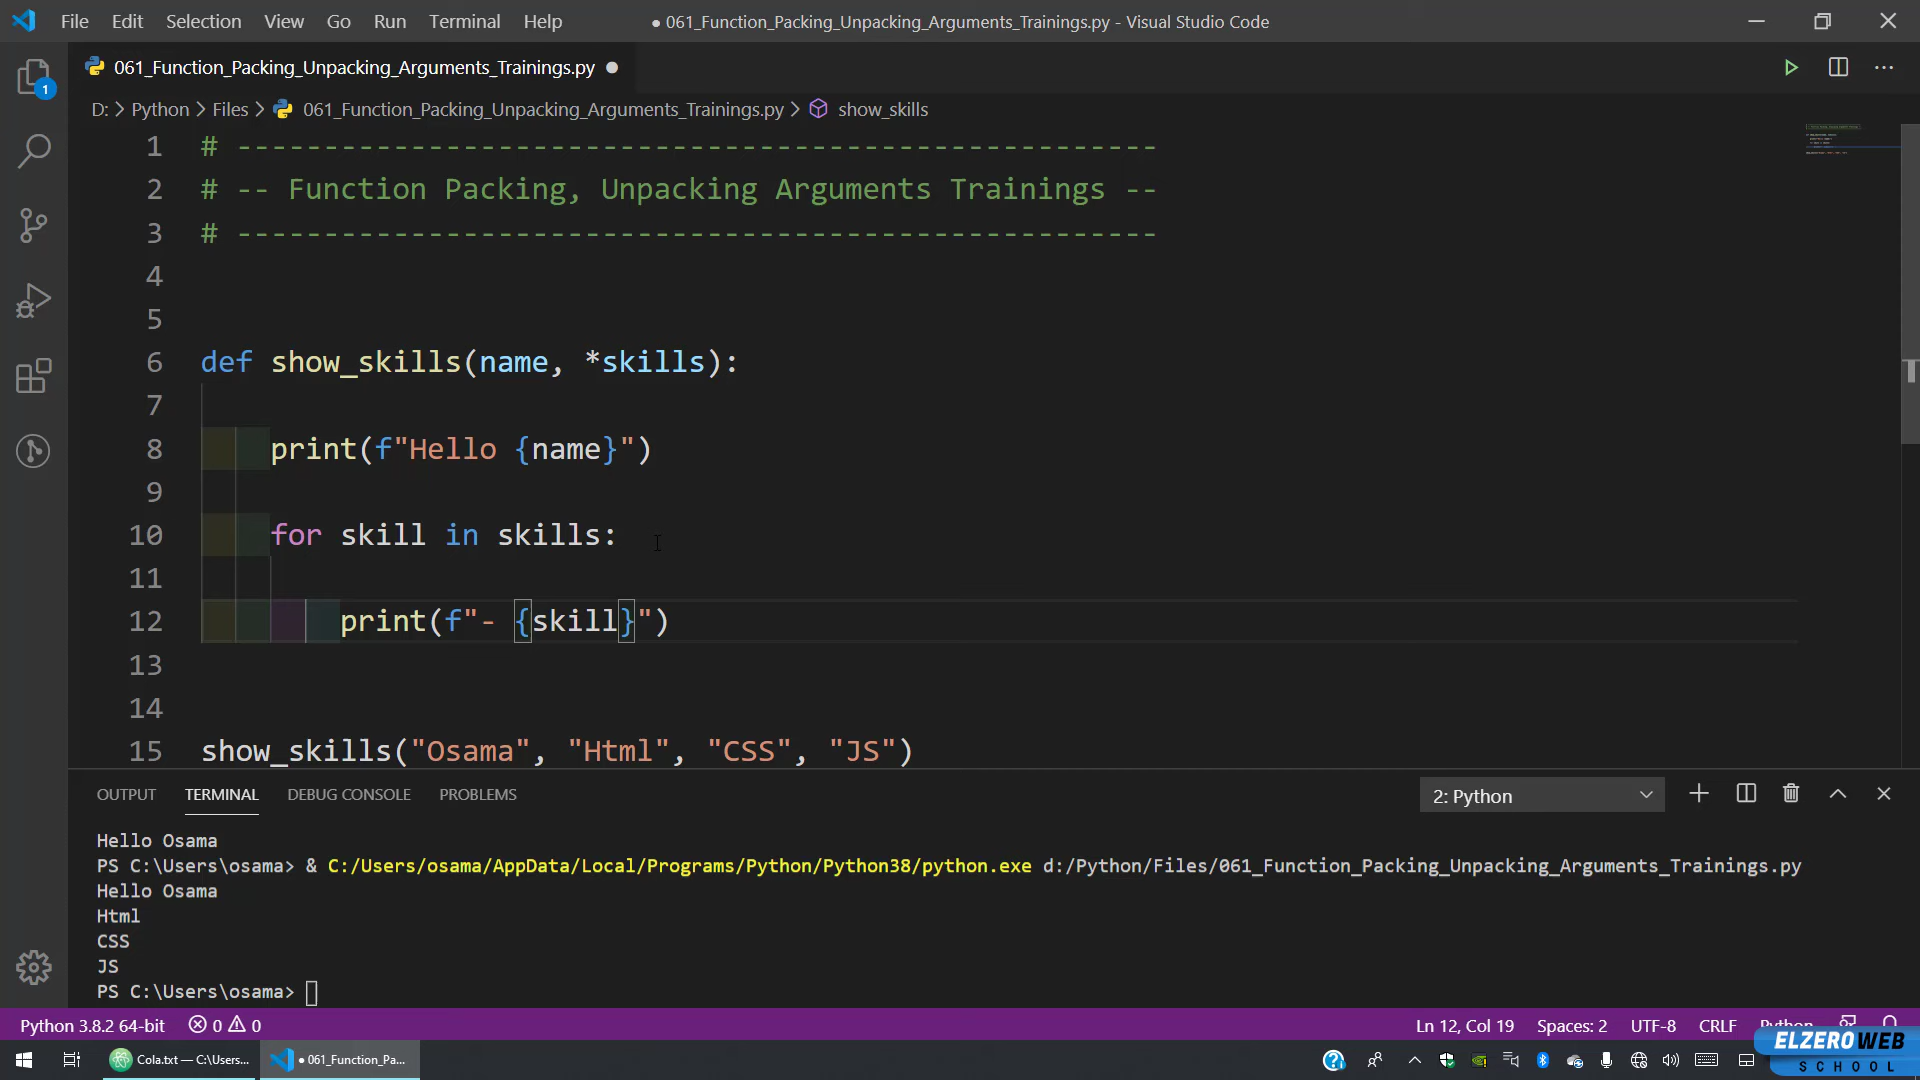 File Edit Selection View Go Run Terminal Help ● 061_Function_Packing_Unpacking_Arguments_Trainings.py - Visual Studio Code
061_Function_Packing_Unpacking_Arguments_Trainings.py ●
D: > Python > Files > 061_Function_Packing_Unpacking_Arguments_Trainings.py > show_skills
1 # -----------------------------------------------------
2 # -- Function Packing, Unpacking Arguments Trainings --
3 # -----------------------------------------------------
4
5
6 def show_skills(name, *skills):
7
8 print(f"Hello {name}")
9
10 for skill in skills:
11
12 print(f"- {skill}")
13
14
15 show_skills("Osama", "Html", "CSS", "JS")
1
OUTPUT TERMINAL DEBUG CONSOLE PROBLEMS 2: Python
Hello Osama
PS C:\Users\osama> & C:/Users/osama/AppData/Local/Programs/Python/Python38/python.exe d:/Python/Files/061_Function_Packing_Unpacking_Arguments_Trainings.py
Hello Osama
Html
CSS
JS
PS C:\Users\osama>
Python 3.8.2 64-bit 0 0 Ln 12, Col 19 Spaces: 2 UTF-8 CRLF Python
Cola.txt — C:\Users... ● 061_Function_Pa...
ELZEROWEB
SCHOOL